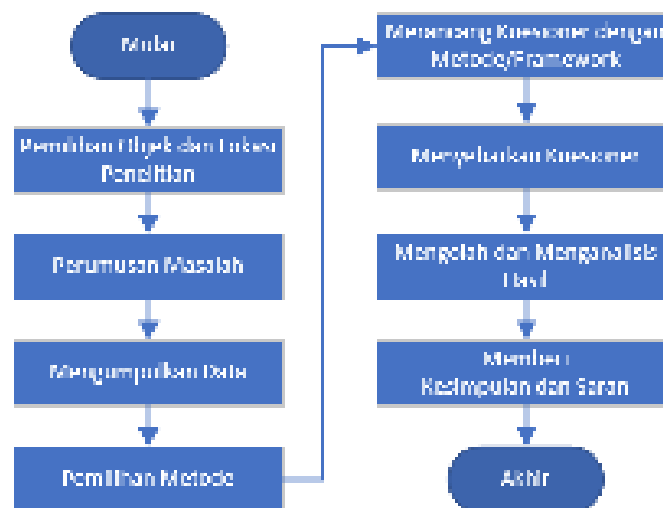 Mulai
Pemilihan Objek dan Lokasi
Penelitian
Perumusan Masalah
Mengumpulkan Data
Pemilihan Metode
Merancang Kuesioner dengan
Metode/Framework
Menyebarkan Kuesioner
Mengolah dan Menganalisis
Hasil
Memberi
Kesimpulan dan Saran
Akhir